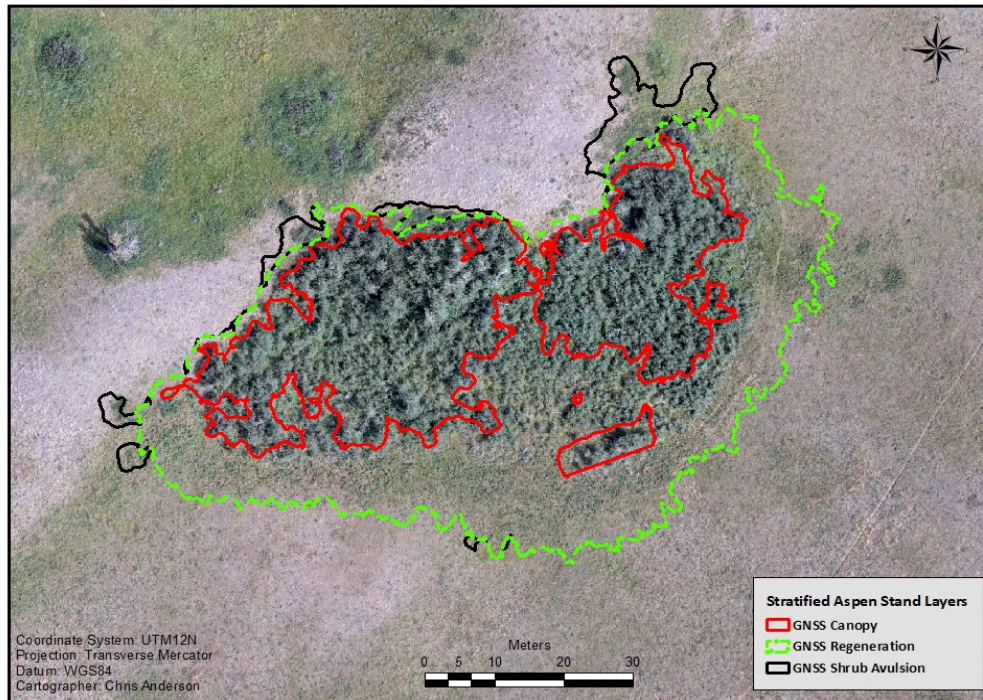 Stratified Aspen Stand Layers
GNSS Canopy
GNSS Regeneration
GNSS Shrub Avulsion
Coordinate System: UTM12N
Projection: Transverse Mercator
Datum: WGS84
Cartographer: Chris Anderson
Meters
0 5 10 20 30